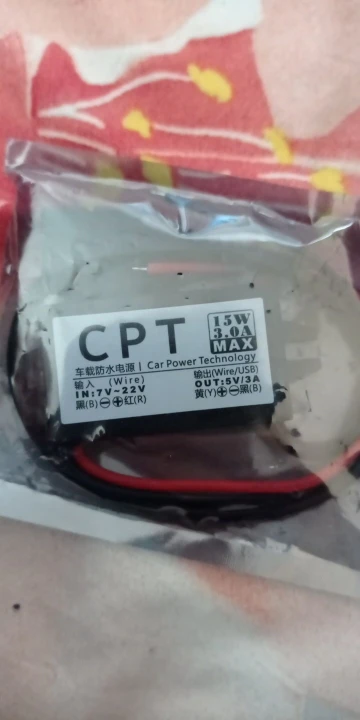 CPT
15W
3.0A
MAX
车载防水电源 | Car Power Technology
输入 (Wire)
IN:7V~22V
黑(B)⊖⊕红(R)
输出(Wire/USB)
OUT:5V/3A
黄(Y)⊕⊖黑(B)